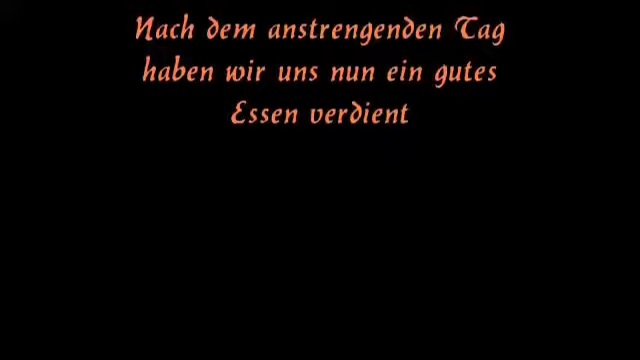 Nach dem anstrengenden Tag
haben wir uns nun ein gutes
Essen verdient